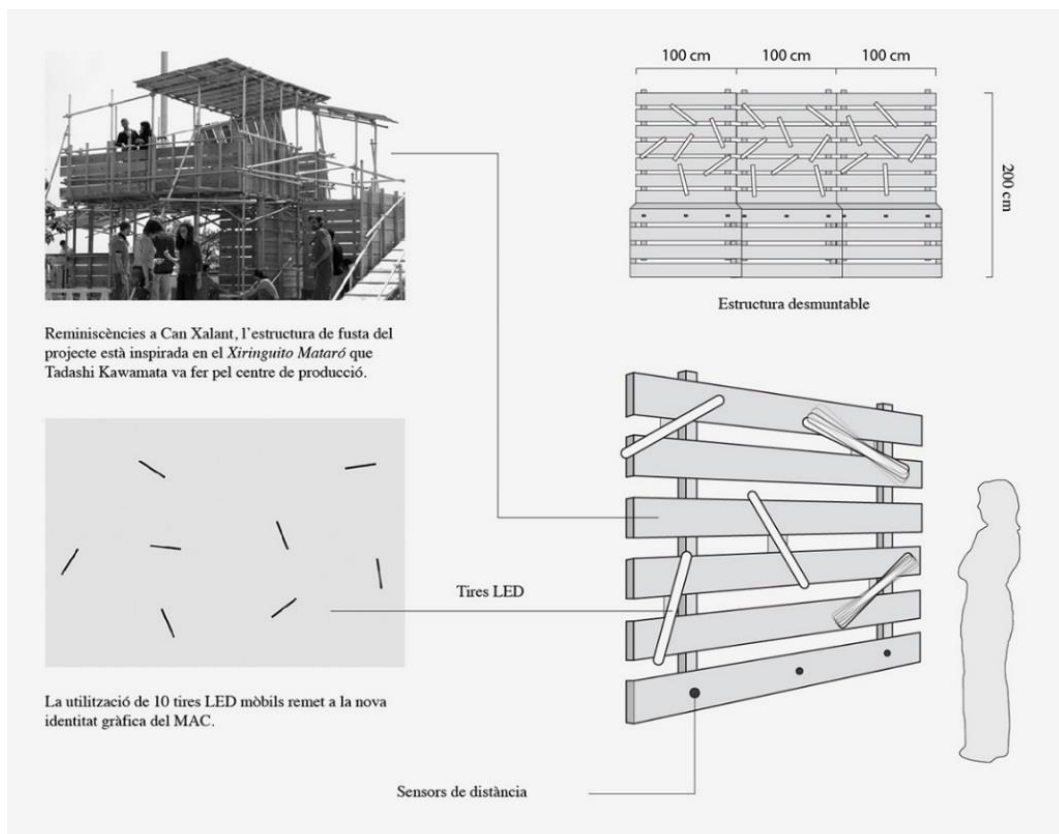 100 cm 100 cm 100 cm
200 cm
Estructura desmuntable
Reminiscències a Can Xalant, l’estructura de fusta del
projecte està inspirada en el Xiringuito Mataró que
Tadashi Kawamata va fer pel centre de producció.
Tires LED
La utilització de 10 tires LED mòbils remet a la nova
identitat gràfica del MAC.
Sensors de distància